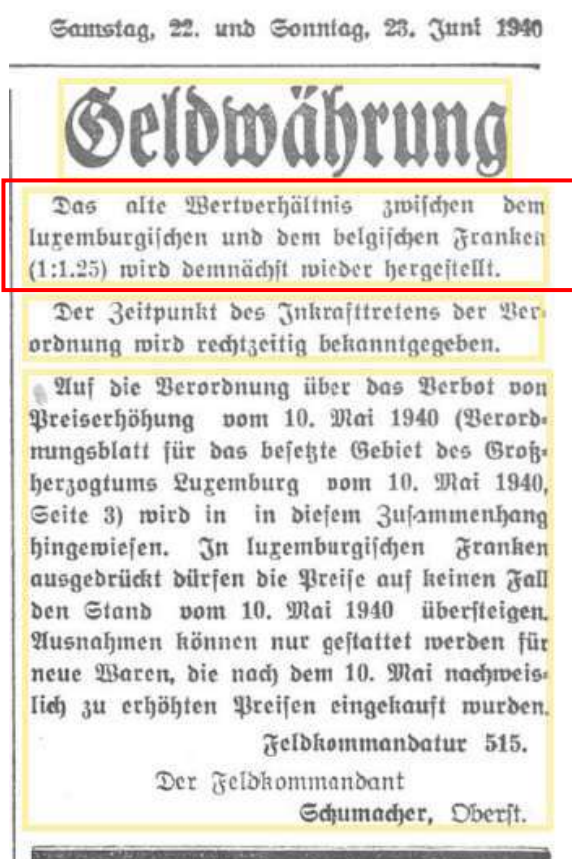 Samstag, 22. und Sonntag, 23. Juni 1940
Geldwährung
Das alte Wertverhältnis zwischen dem
luxemburgischen und dem belgischen Franken
(1:1.25) wird demnächst wieder hergestellt.
Der Zeitpunkt des Inkrafttretens der Ver-
ordnung wird rechtzeitig bekanntgegeben.
Auf die Verordnung über das Verbot von
Preiserhöhung vom 10. Mai 1940 (Verord-
nungsblatt für das besetzte Gebiet des Groß-
herzogtums Luxemburg vom 10. Mai 1940,
Seite 3) wird in in diesem Zusammenhang
hingewiesen. In luxemburgischen Franken
ausgedrückt dürfen die Preise auf keinen Fall
den Stand vom 10. Mai 1940 übersteigen.
Ausnahmen können nur gestattet werden für
neue Waren, die nach dem 10. Mai nachweis-
lich zu erhöhten Preisen eingekauft wurden.
Feldkommandatur 515.
Der Feldkommandant
Schumacher, Oberst.